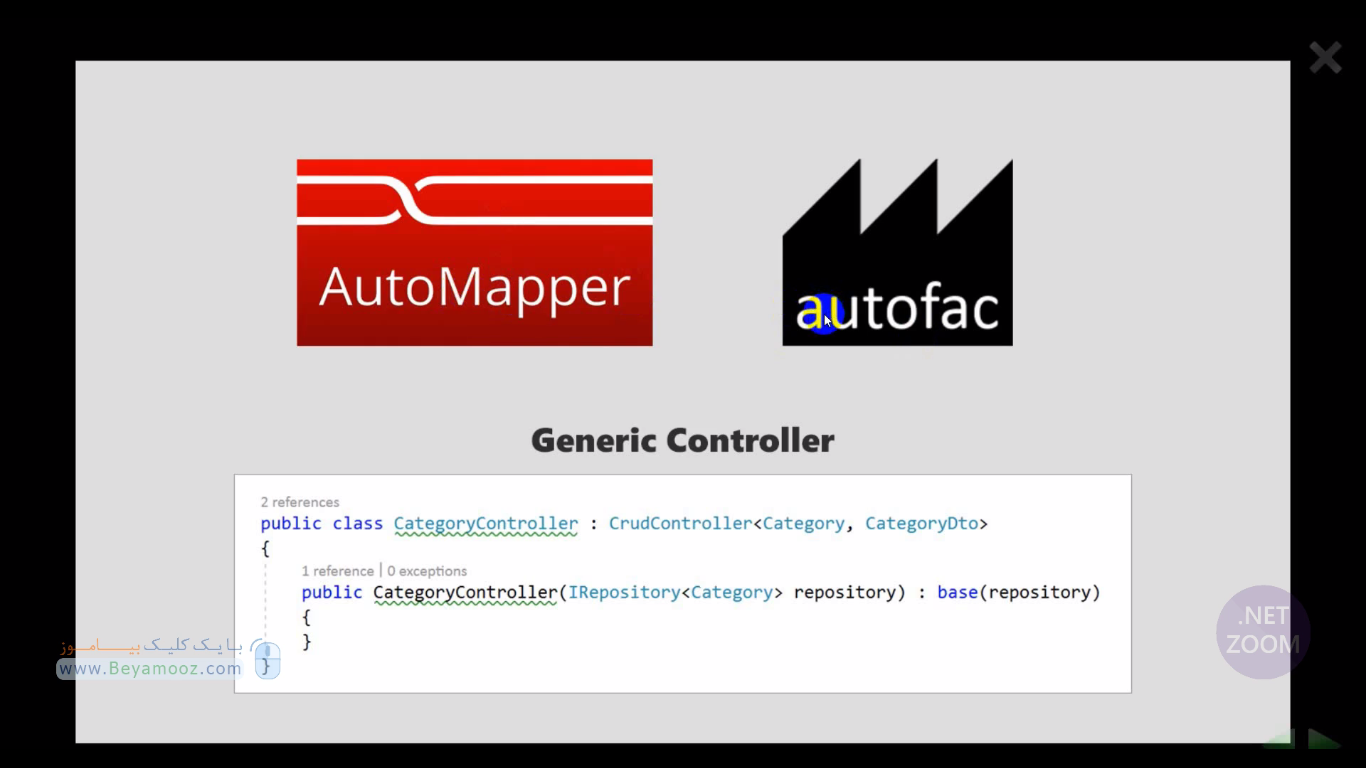 AutoMapper
autofac
Generic Controller
2 references
public class CategoryController : CrudController<Category, CategoryDto>
{
1 reference | 0 exceptions
public CategoryController(IRepository<Category> repository) : base(repository)
{
}
}
با یک کلیک بیاموز
www.Beyamooz.com
.NET
ZOOM